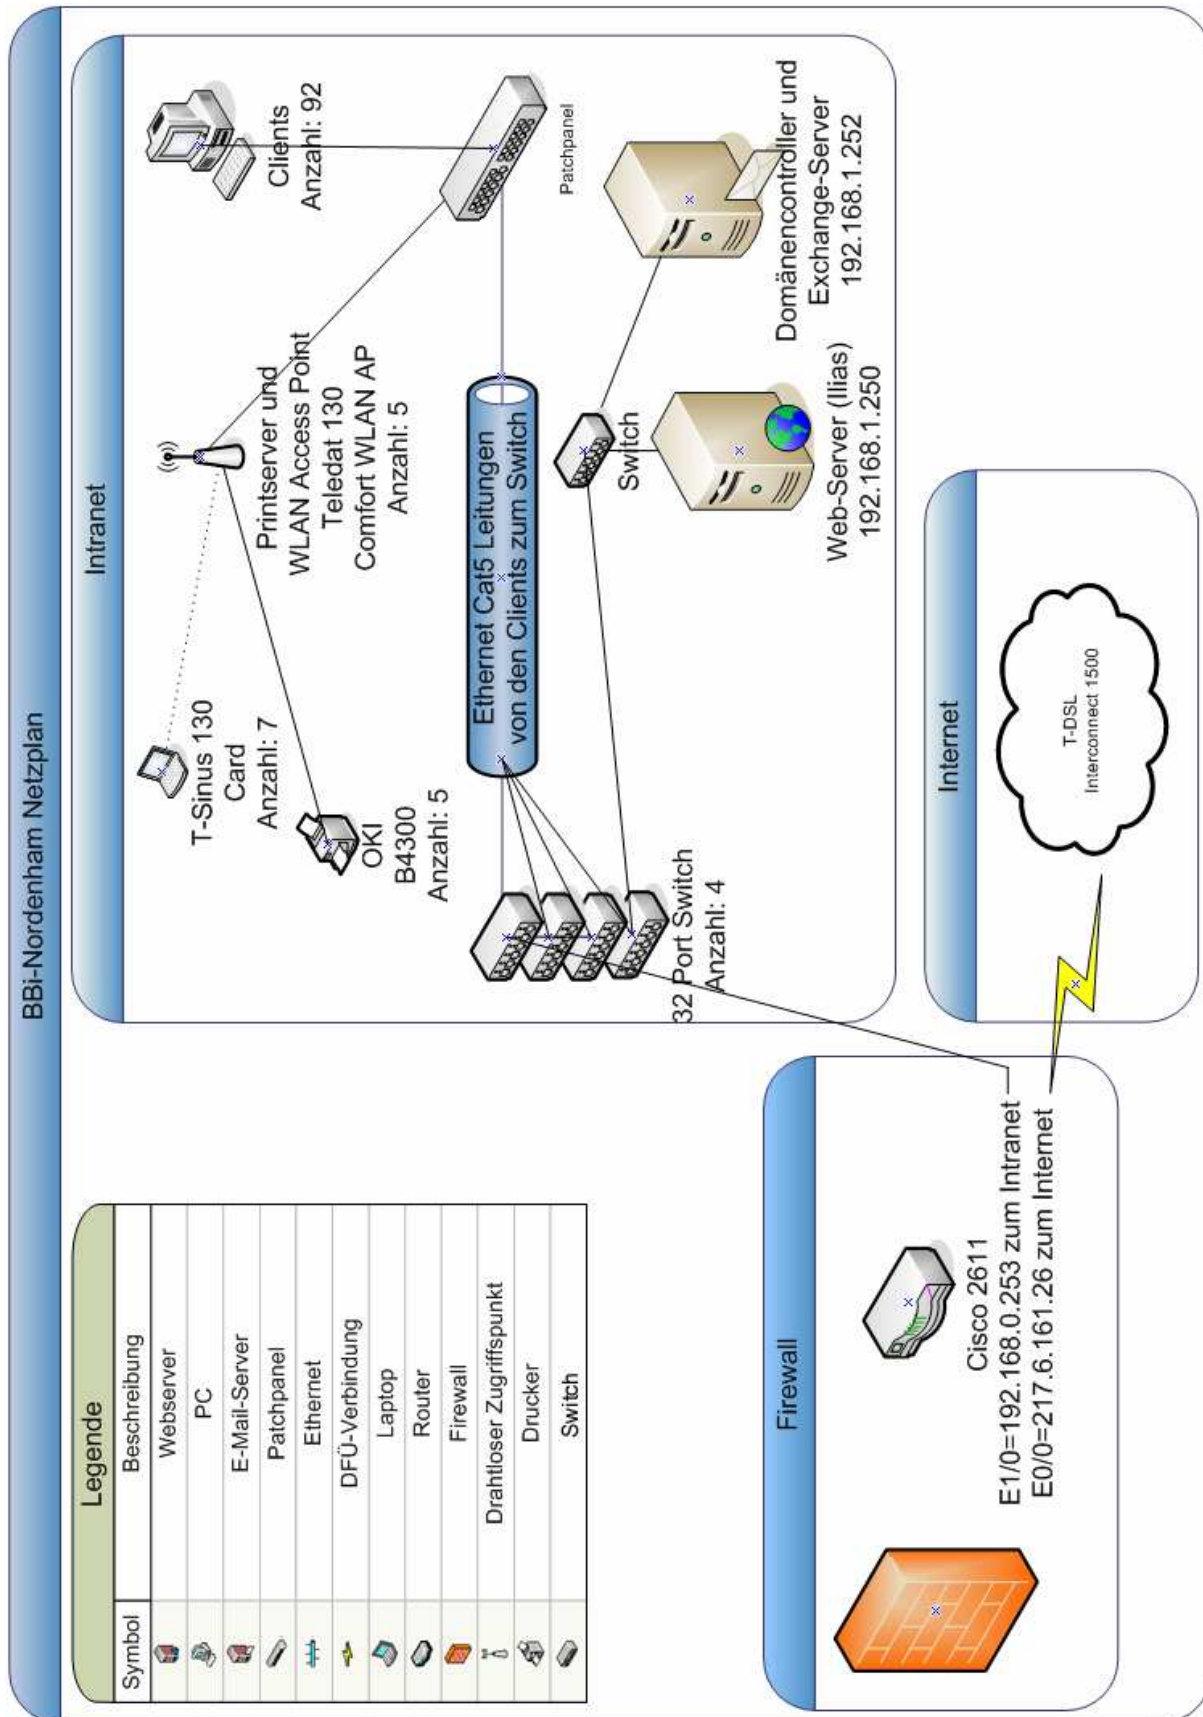 BBi-Nordenham Netzplan
Legende
Symbol Beschreibung
Webserver
PC
E-Mail-Server
Patchpanel
Ethernet
DFÜ-Verbindung
Laptop
Router
Firewall
Drahtloser Zugriffspunkt
Drucker
Switch
Intranet
T-Sinus 130
Card
Anzahl: 7
OKI
B4300
Anzahl: 5
Printserver und
WLAN Access Point
Teledat 130
Comfort WLAN AP
Anzahl: 5
Clients
Anzahl: 92
Patchpanel
Ethernet Cat5 Leitungen
von den Clients zum Switch
32 Port Switch
Anzahl: 4
Switch
Web-Server (Ilias)
192.168.1.250
Domänencontroller und
Exchange-Server
192.168.1.252
Firewall
Cisco 2611
E1/0=192.168.0.253 zum Intranet
E0/0=217.6.161.26 zum Internet
Internet
T-DSL
Interconnect 1500